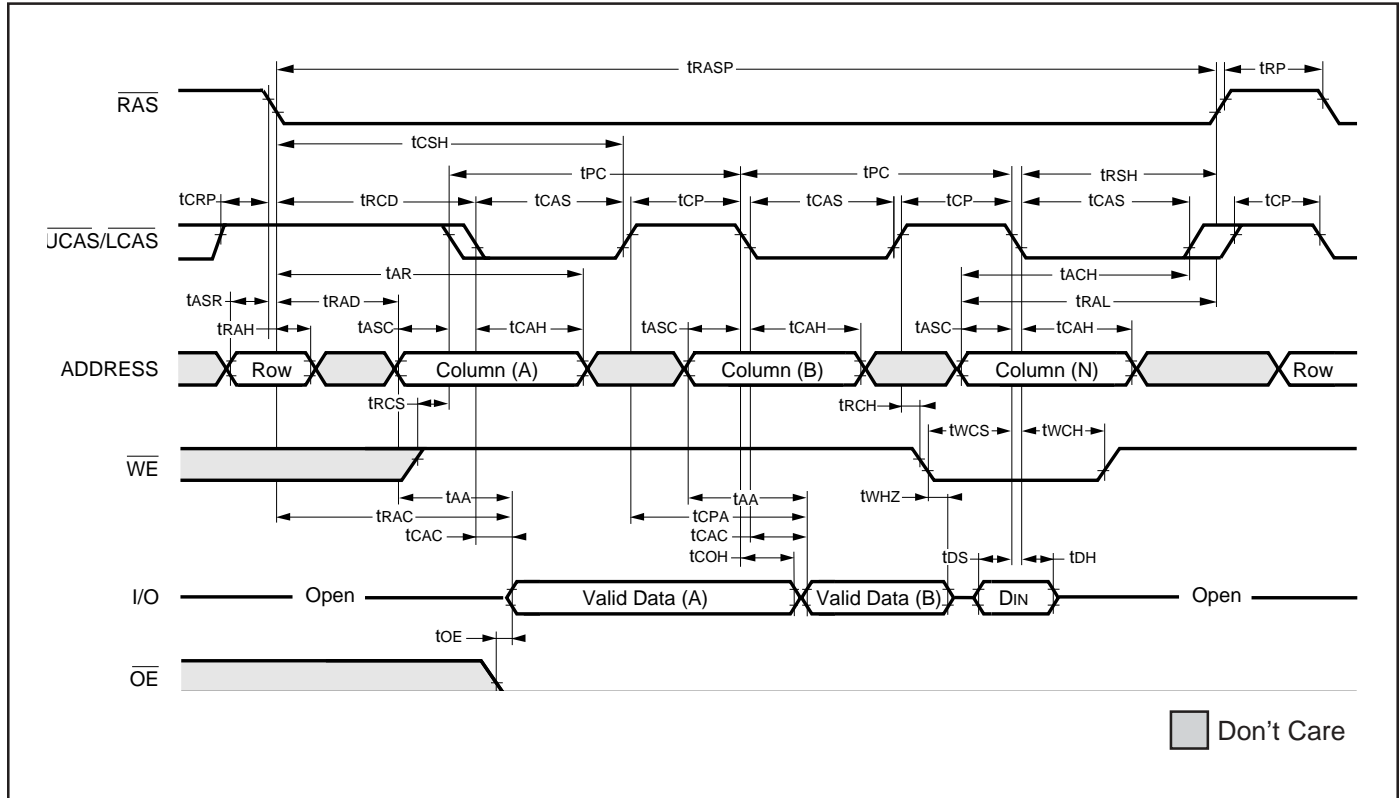 tRASP tRP
RAS
tCSH
tPC tPC tRSH
tCRP tRCD tCAS tCP tCAS tCP tCAS tCP
UCAS/LCAS
tAR tACH
tASR tRAD tRAL
tRAH tASC tCAH tASC tCAH tASC tCAH
ADDRESS Row Column (A) Column (B) Column (N) Row
tRCS tRCH
tWCS tWCH
WE
tAA tAA tWHZ
tRAC tCPA
tCAC tCAC
tCOH tDS tDH
I/O Open Valid Data (A) Valid Data (B) DIN Open
tOE
OE
Don't Care